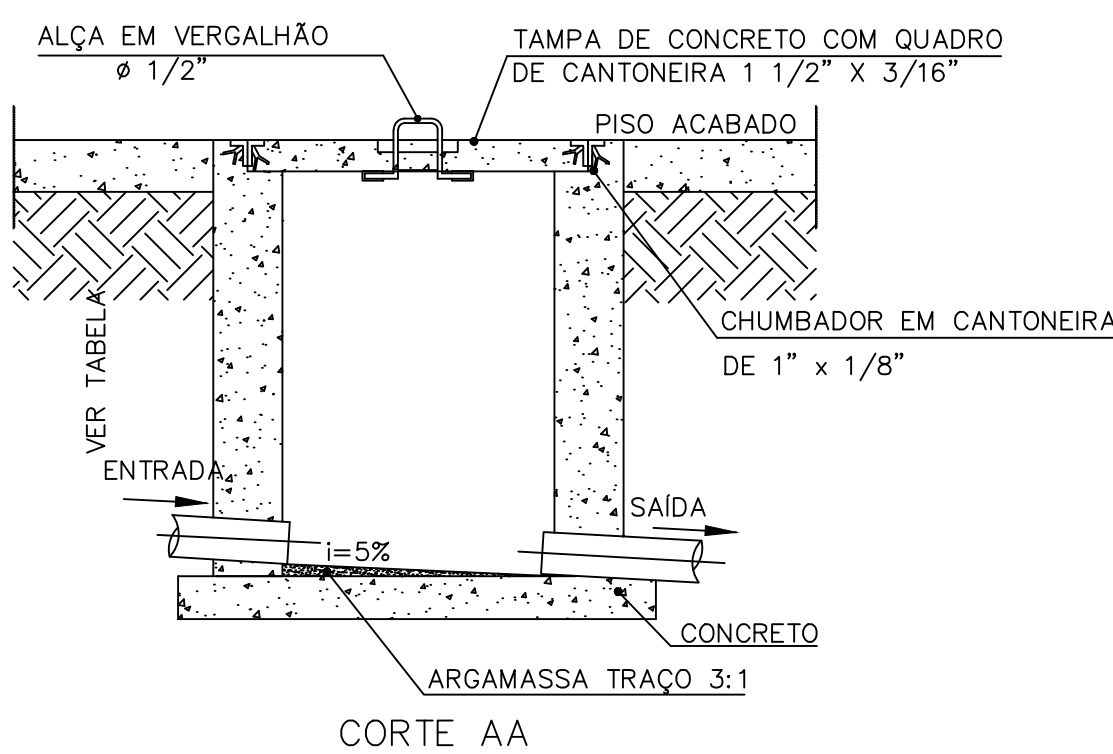 ALÇA EM VERGALHÃO
ø 1/2”
TAMPA DE CONCRETO COM QUADRO
DE CANTONEIRA 1 1/2” X 3/16”
PISO ACABADO
CHUMBADOR EM CANTONEIRA
DE 1” x 1/8”
VER TABELA
ENTRADA
SAÍDA
i=5%
CONCRETO
ARGAMASSA TRAÇO 3:1
CORTE AA